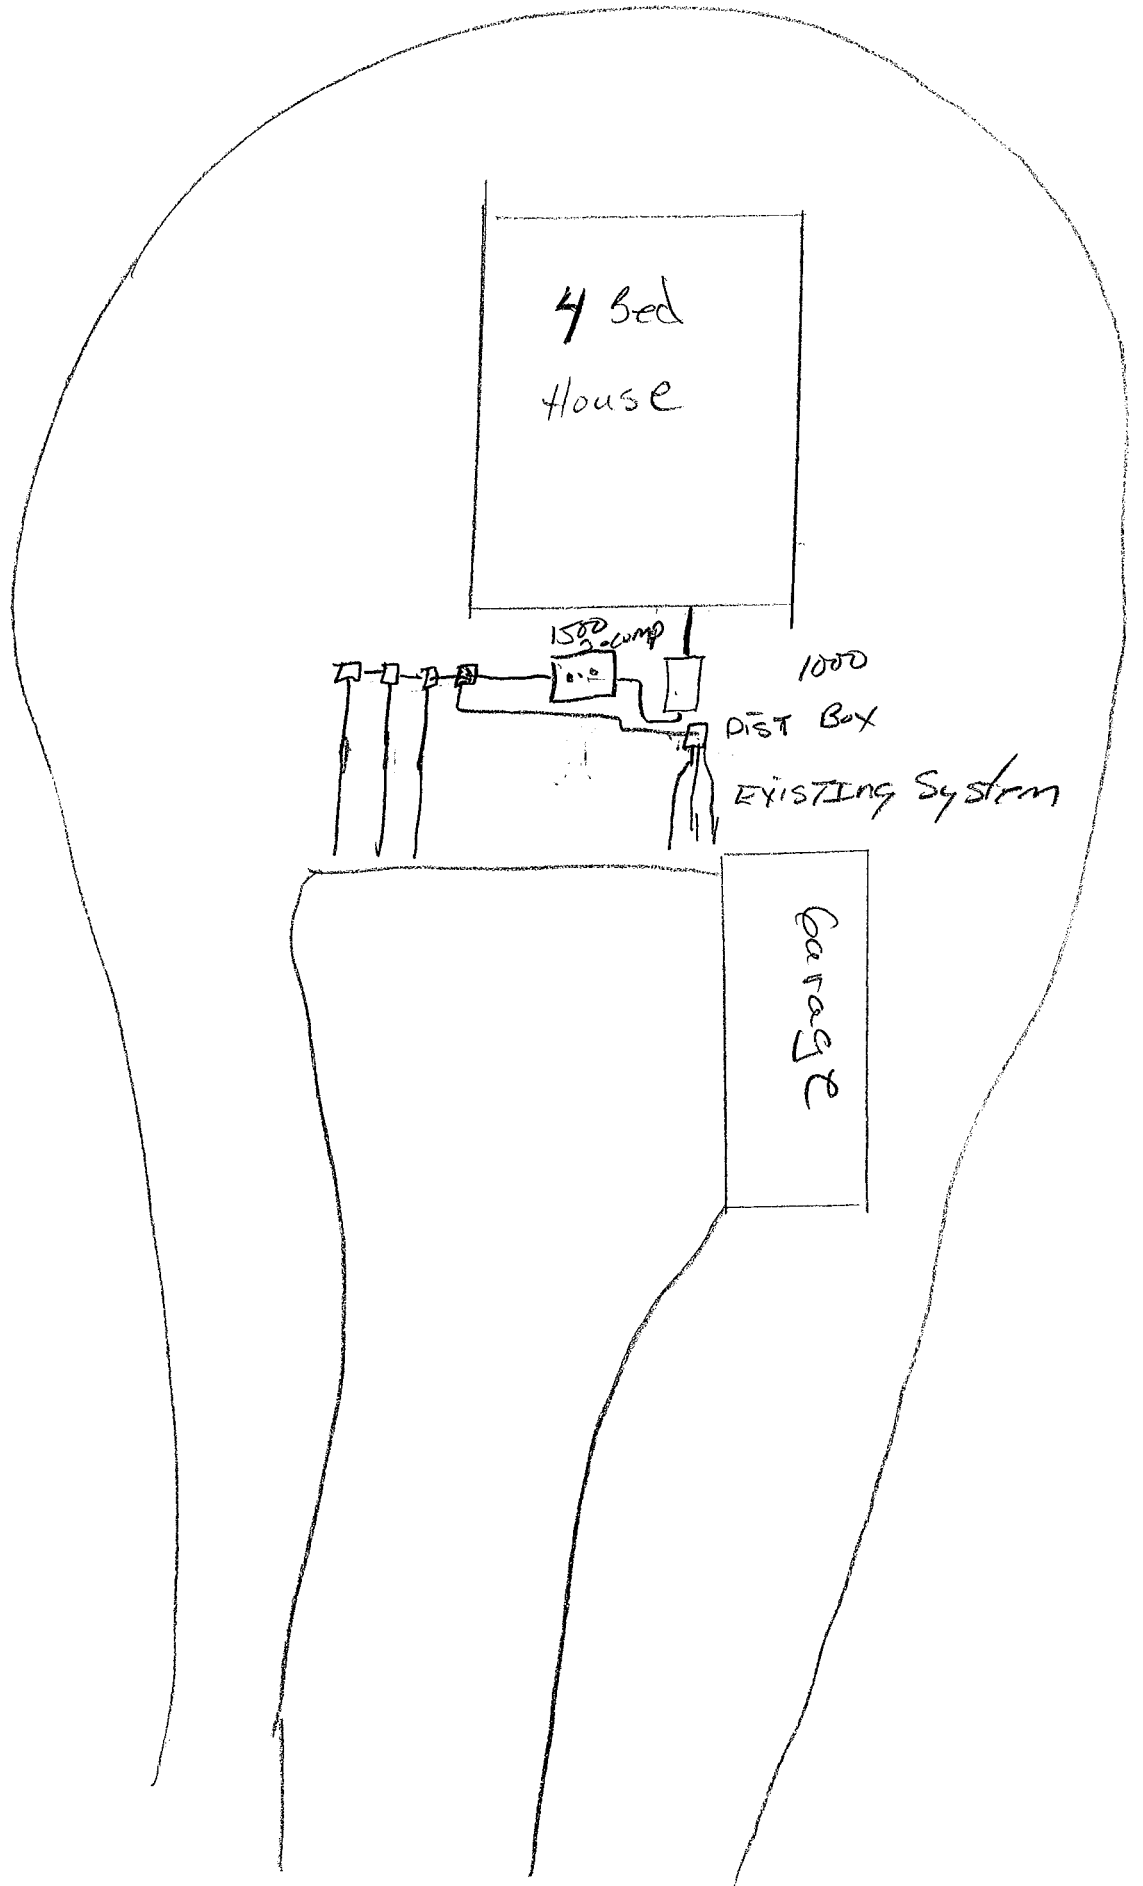 4 Bed
House
1500
2-comp
1000
DIST Box
EXISTING System
Garage